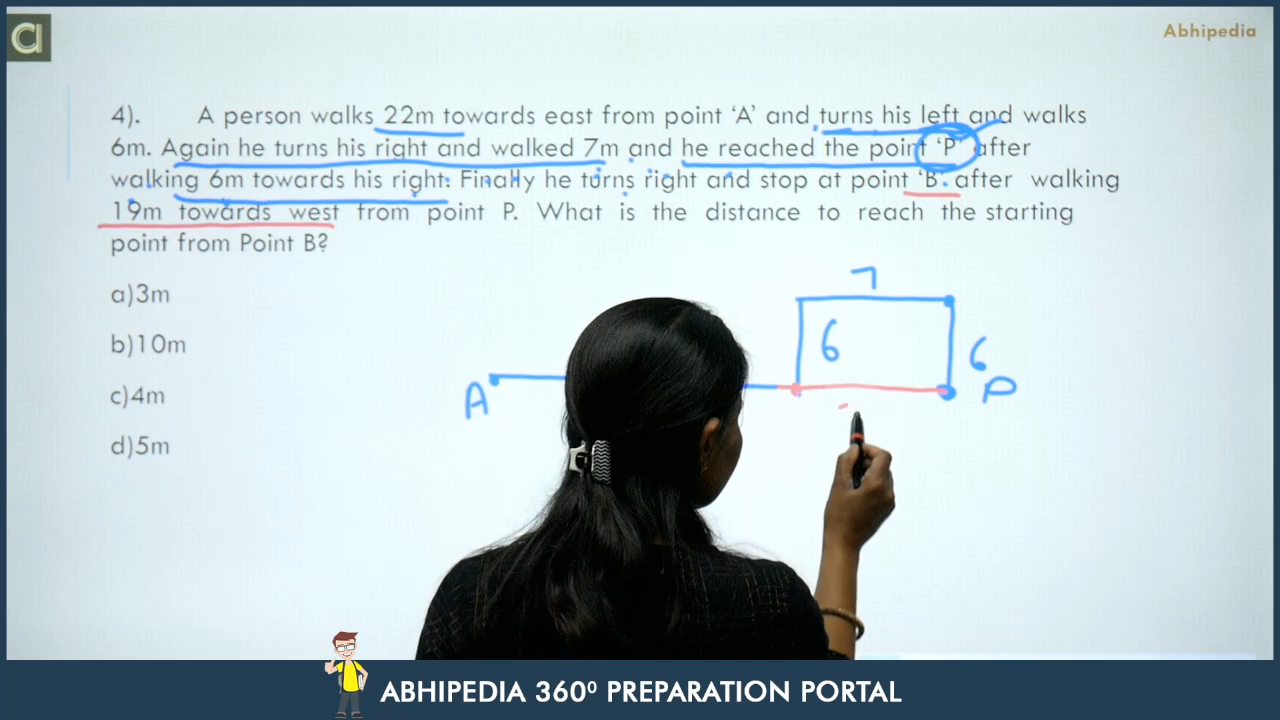 Abhipedia
4). A person walks 22m towards east from point ‘A’ and turns his left and walks
6m. Again he turns his right and walked 7m and he reached the point ‘P’ after
walking 6m towards his right. Finally he turns right and stop at point ‘B’ after walking
19m towards west from point P. What is the distance to reach the starting
point from Point B?
a)3m
b)10m
c)4m
d)5m
7
6
6
A
P
ABHIPEDIA 360⁰ PREPARATION PORTAL